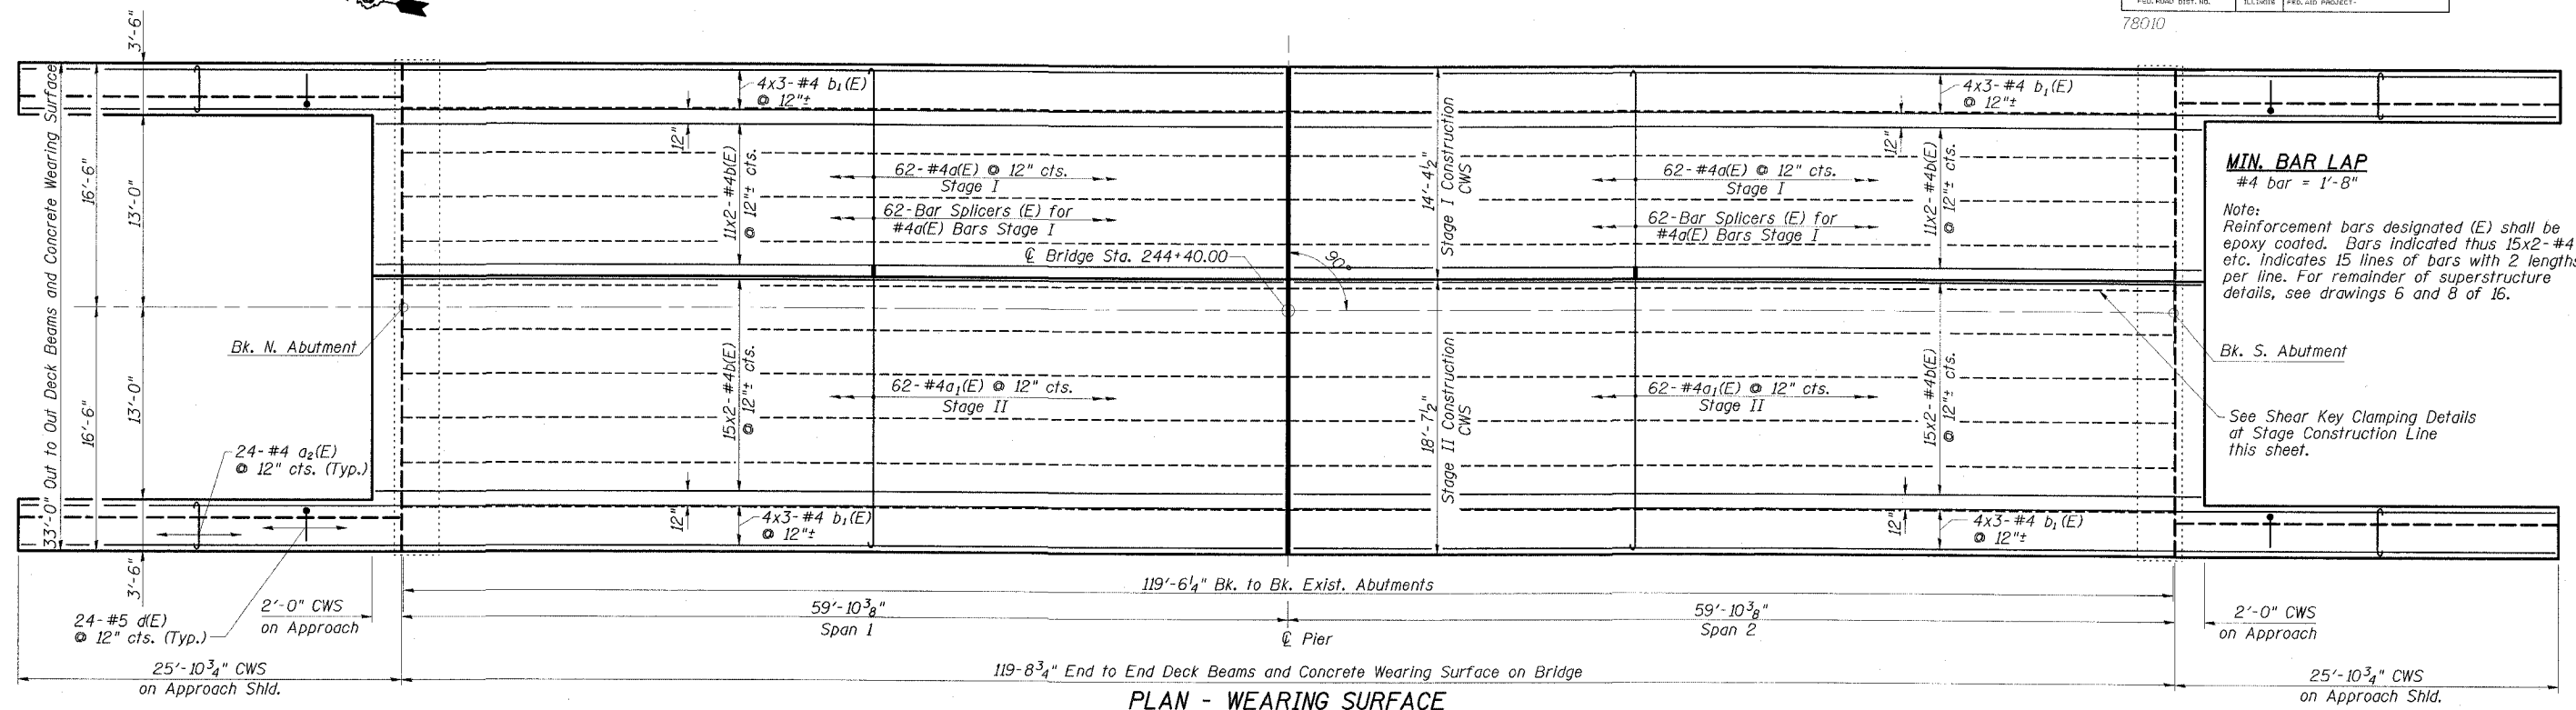 FED. ROAD DIST. NO.
ILLINOIS
FED. AID PROJECT-
78010
3'-6"
33'-0" Out to Out Deck Beams and Concrete Wearing Surface
16'-6"
16'-6"
13'-0"
13'-0"
3'-6"
4x3-#4 b₁(E)
@ 12"±
12"
11x2-#4b(E)
@ 12"± cts.
62-#4a(E) @ 12" cts.
Stage I
62-Bar Splicers (E) for
#4a(E) Bars Stage I
℄ Bridge Sta. 244+40.00
90°
14'-4½"
Stage I Construction
CWS
62-#4a(E) @ 12" cts.
Stage I
62-Bar Splicers (E) for
#4a(E) Bars Stage I
4x3-#4 b₁(E)
@ 12"±
12"
11x2-#4b(E)
@ 12"± cts.
MIN. BAR LAP
#4 bar = 1'-8"
Note:
Reinforcement bars designated (E) shall be
epoxy coated. Bars indicated thus 15x2-#4
etc. indicates 15 lines of bars with 2 lengths
per line. For remainder of superstructure
details, see drawings 6 and 8 of 16.
Bk. N. Abutment
15x2-#4b(E)
@ 12"± cts.
62-#4a₁(E) @ 12" cts.
Stage II
18'-7½"
Stage II Construction
CWS
62-#4a₁(E) @ 12" cts.
Stage II
15x2-#4b(E)
@ 12"± cts.
Bk. S. Abutment
See Shear Key Clamping Details
at Stage Construction Line
this sheet.
24-#4 a₂(E)
@ 12" cts. (Typ.)
12"
4x3-#4 b₁(E)
@ 12"±
12"
4x3-#4 b₁(E)
@ 12"±
24-#5 d(E)
@ 12" cts. (Typ.)
2'-0" CWS
on Approach
119'-6¼" Bk. to Bk. Exist. Abutments
59'-10⅜"
Span 1
℄ Pier
59'-10⅜"
Span 2
2'-0" CWS
on Approach
25'-10¾" CWS
on Approach Shld.
119-8¾" End to End Deck Beams and Concrete Wearing Surface on Bridge
25'-10¾" CWS
on Approach Shld.
PLAN - WEARING SURFACE